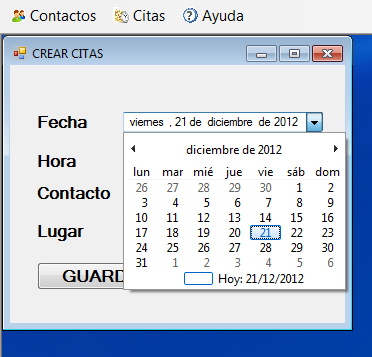 Contactos Citas Ayuda
CREAR CITAS
Fecha viernes , 21 de diciembre de 2012
diciembre de 2012
lun mar mié jue vie sáb dom
26 27 28 29 30 1 2
3 4 5 6 7 8 9
10 11 12 13 14 15 16
17 18 19 20 21 22 23
24 25 26 27 28 29 30
31 1 2 3 4 5 6
Hoy: 21/12/2012
Hora
Contacto
Lugar
GUARD